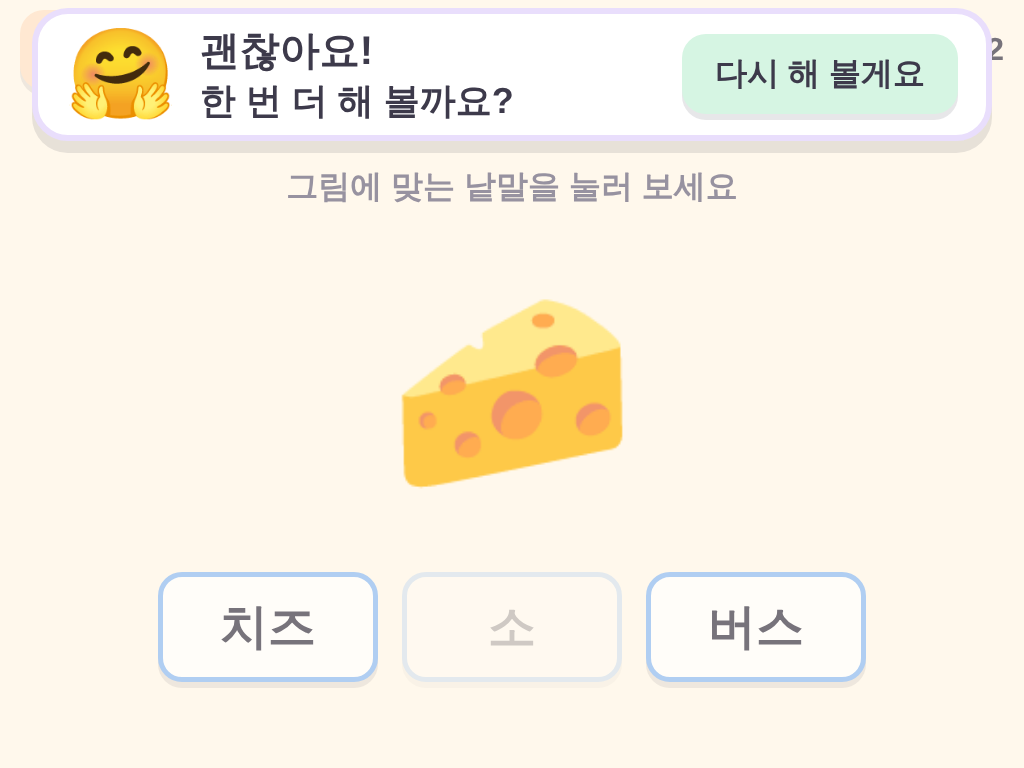 괜찮아요!
한 번 더 해 볼까요?
다시 해 볼게요
2
그림에 맞는 낱말을 눌러 보세요
치즈
소
버스